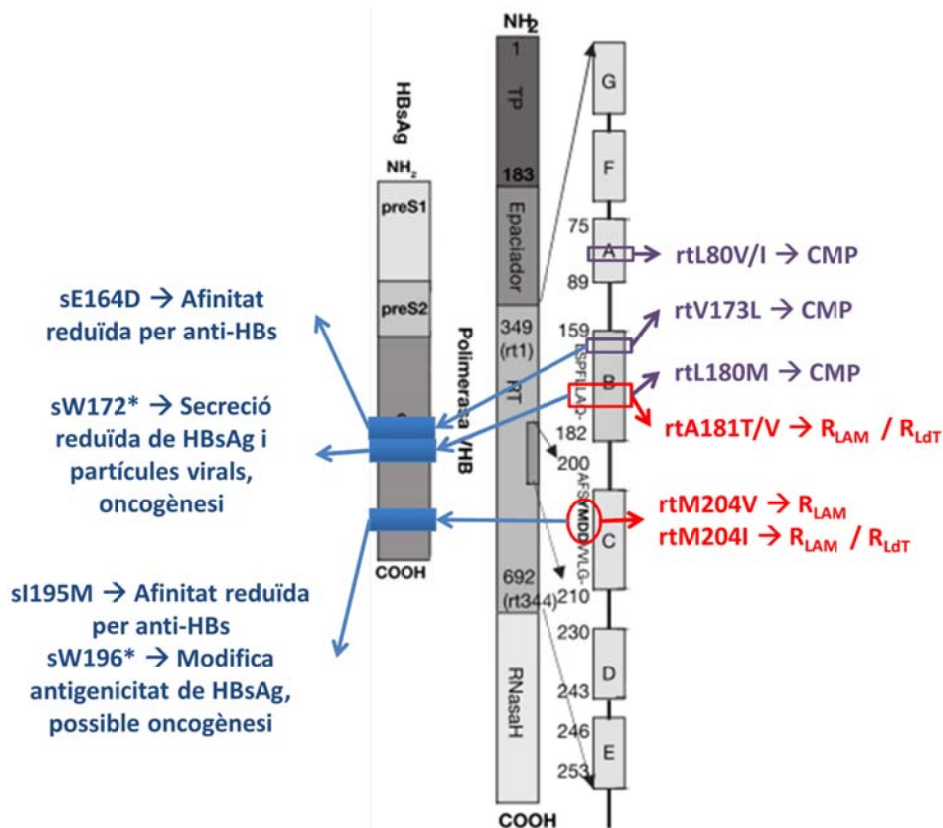 HBsAg
NH2
preS1
preS2
COOH
NH2
1
TP
183
Epaciador
349
(rt1)
RT
Polimerasa
VHB
692
(rt344)
RNasaH
COOH
G
F
75
A
89
159
B
182
200
AFSYMDDVVLG-
C
210
230
D
243
246
E
253
sE164D → Afinitat
reduïda per anti-HBs
sW172* → Secreció
reduïda de HBsAg i
partícules virals,
oncogènesi
sI195M → Afinitat reduïda
per anti-HBs
sW196* → Modifica
antigenicitat de HBsAg,
possible oncogènesi
rtL80V/I → CMP
rtV173L → CMP
rtL180M → CMP
rtA181T/V → RLAM / RLdT
rtM204V → RLAM
rtM204I → RLAM / RLdT